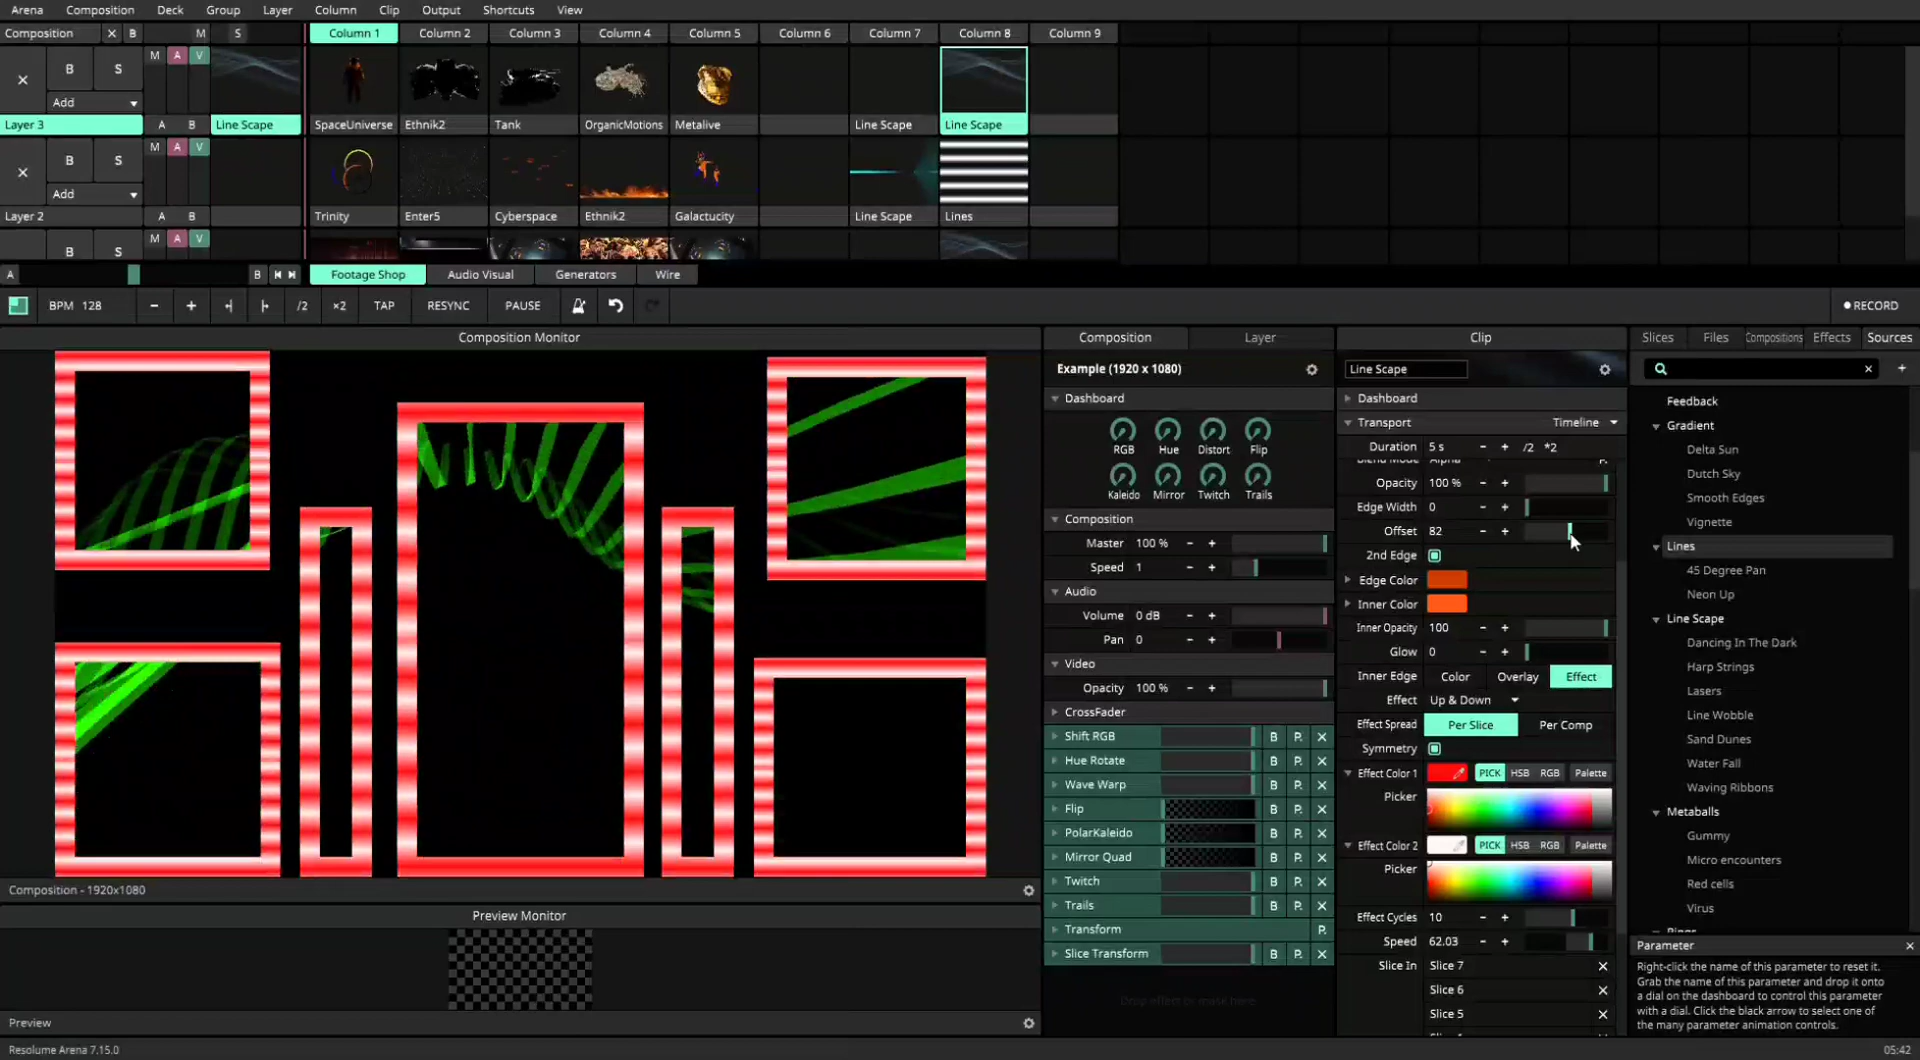 Arena Composition Deck Group Layer Column Clip Output Shortcuts View
Composition × B M S Column 1 Column 2 Column 3 Column 4 Column 5 Column 6 Column 7 Column 8 Column 9
M A V
× B S
Add
Layer 3 A B Line Scape SpaceUniverse Ethnik2 Tank OrganicMotions Metalive Line Scape Line Scape
M A V
× B S
Add
Layer 2 A B Trinity Enter5 Cyberspace Ethnik2 Galactucity Line Scape Lines
M A V
B S
A B Footage Shop Audio Visual Generators Wire
BPM 128 - + /2 ×2 TAP RESYNC PAUSE RECORD
Composition Monitor
Composition - 1920x1080
Preview Monitor
Preview
Composition Layer
Example (1920 x 1080)
Dashboard
RGB Hue Distort Flip
Kaleido Mirror Twitch Trails
Composition
Master 100 % - +
Speed 1 - +
Audio
Volume 0 dB - +
Pan 0 - +
Video
Opacity 100 % - +
CrossFader
Shift RGB B P. X
Hue Rotate B P. X
Wave Warp B P. X
Flip B P. X
PolarKaleido B P. X
Mirror Quad B P. X
Twitch B P. X
Trails B P. X
Transform P.
Slice Transform B P. X
Drop effect or mask here
Clip
Line Scape
Dashboard
Transport Timeline
Duration 5 s - + /2 *2
Blend Mode Alpha P.
Opacity 100 % - +
Edge Width 0 - +
Offset 82 - +
2nd Edge
Edge Color
Inner Color
Inner Opacity 100 - +
Glow 0 - +
Inner Edge Color Overlay Effect
Effect Up & Down
Effect Spread Per Slice Per Comp
Symmetry
Effect Color 1 PICK HSB RGB Palette
Picker
Effect Color 2 PICK HSB RGB Palette
Picker
Effect Cycles 10 - +
Speed 62.03 - +
Slice In Slice 7 ×
Slice 6 ×
Slice 5 ×
Slices Files Compositions Effects Sources
× +
Feedback
Gradient
Delta Sun
Dutch Sky
Smooth Edges
Vignette
Lines
45 Degree Pan
Neon Up
Line Scape
Dancing In The Dark
Harp Strings
Lasers
Line Wobble
Sand Dunes
Water Fall
Waving Ribbons
Metaballs
Gummy
Micro encounters
Red cells
Virus
Rings
Parameter ×
Right-click the name of this parameter to reset it.
Grab the name of this parameter and drop it onto
a dial on the dashboard to control this parameter
with a dial. Click the black arrow to select one of
the many parameter animation controls.
Resolume Arena 7.15.0 05:42